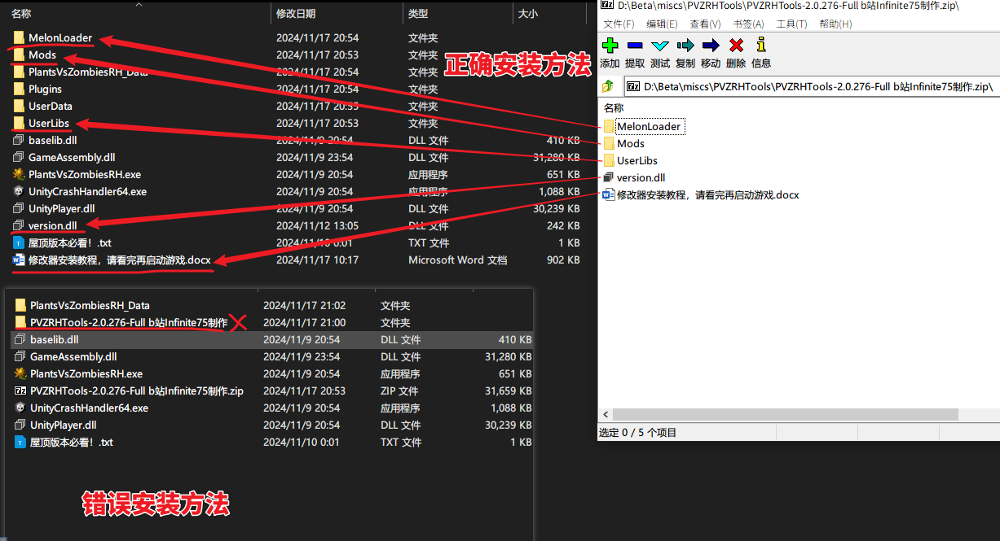 名称 修改日期 类型 大小
MelonLoader 2024/11/17 20:54 文件夹
Mods 2024/11/17 20:53 文件夹
PlantsVsZombiesRH_Data 2024/11/17 20:54 文件夹
Plugins 2024/11/17 20:54 文件夹
UserData 2024/11/17 20:55 文件夹
UserLibs 2024/11/17 20:53 文件夹
baselib.dll 2024/11/9 20:54 DLL 文件 410 KB
GameAssembly.dll 2024/11/9 23:54 DLL 文件 31,280 KB
PlantsVsZombiesRH.exe 2024/11/9 20:54 应用程序 651 KB
UnityCrashHandler64.exe 2024/11/9 20:54 应用程序 1,088 KB
UnityPlayer.dll 2024/11/9 20:54 DLL 文件 30,239 KB
version.dll 2024/11/12 13:05 DLL 文件 242 KB
屋顶版本必看！.txt 2024/11/10 0:01 TXT 文件 1 KB
修改器安装教程，请看完再启动游戏.docx 2024/11/17 10:17 Microsoft Word 文档 902 KB
正确安装方法
D:\Beta\miscs\PVZRHTools\PVZRHTools-2.0.276-Full b站Infinite75制作.zip\
文件(F) 编辑(E) 查看(V) 书签(A) 工具(T) 帮助(H)
添加 提取 测试 复制 移动 删除 信息
D:\Beta\miscs\PVZRHTools\PVZRHTools-2.0.276-Full b站Infinite75制作.zip\
名称
MelonLoader
Mods
UserLibs
version.dll
修改器安装教程，请看完再启动游戏.docx
选定 0 / 5 个项目
PlantsVsZombiesRH_Data 2024/11/17 21:02 文件夹
PVZRHTools-2.0.276-Full b站Infinite75制作 2024/11/17 21:00 文件夹
baselib.dll 2024/11/9 20:54 DLL 文件 410 KB
GameAssembly.dll 2024/11/9 23:54 DLL 文件 31,280 KB
PlantsVsZombiesRH.exe 2024/11/9 20:54 应用程序 651 KB
PVZRHTools-2.0.276-Full b站Infinite75制作.zip 2024/11/17 20:53 ZIP 文件 31,659 KB
UnityCrashHandler64.exe 2024/11/9 20:54 应用程序 1,088 KB
UnityPlayer.dll 2024/11/9 20:54 DLL 文件 30,239 KB
屋顶版本必看！.txt 2024/11/10 0:01 TXT 文件 1 KB
错误安装方法